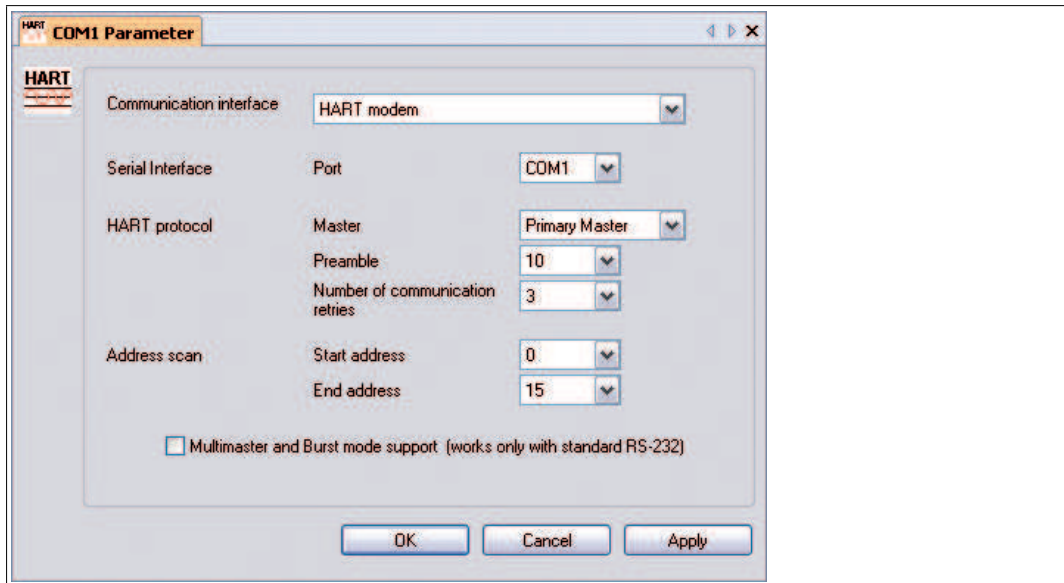 HART COM1 Parameter
HART
Communication interface HART modem
Serial Interface Port COM1
HART protocol Master Primary Master
Preamble 10
Number of communication retries 3
Address scan Start address 0
End address 15
Multimaster and Burst mode support (works only with standard RS-232)
OK Cancel Apply